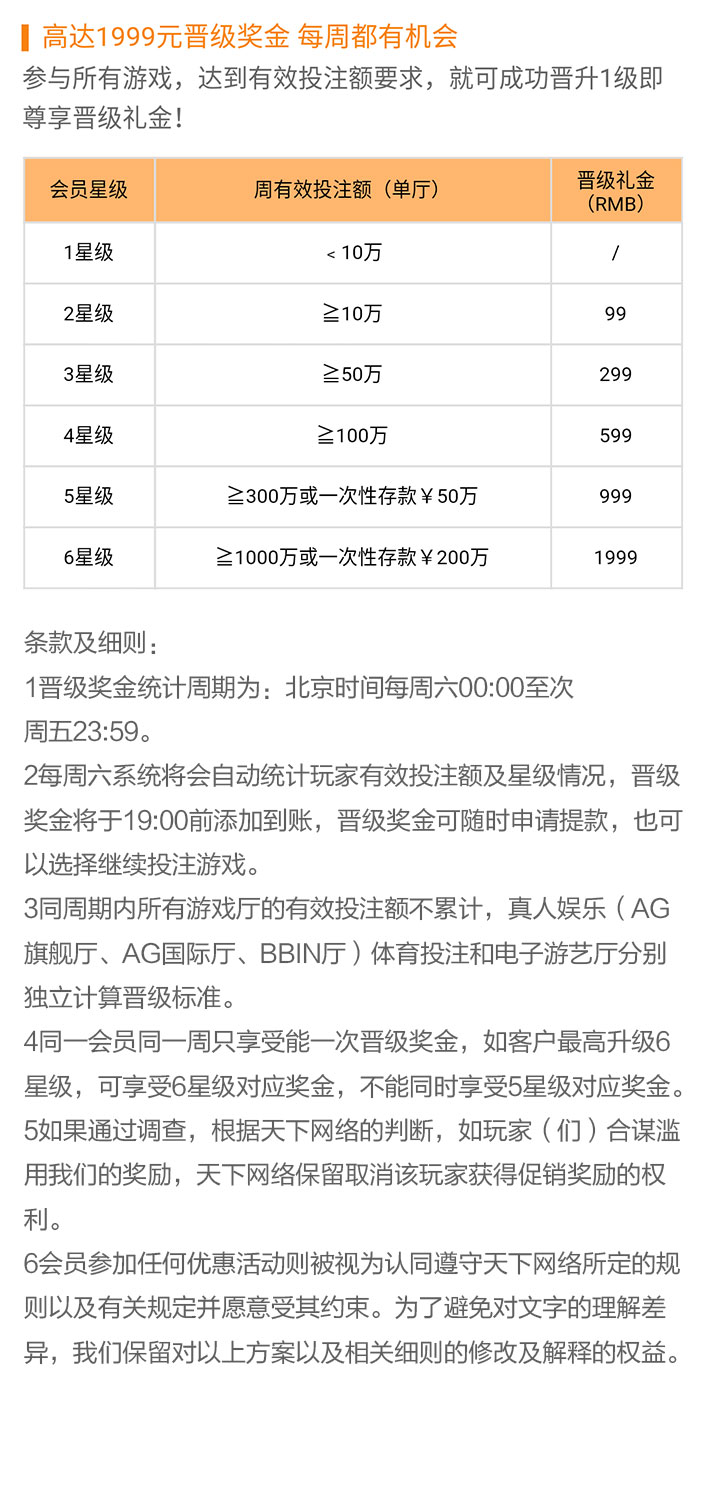 高达1999元晋级奖金 每周都有机会
参与所有游戏，达到有效投注额要求，就可成功晋升1级即
尊享晋级礼金！
会员星级 周有效投注额（单厅） 晋级礼金
（RMB）
1星级 ＜10万 /
2星级 ≧10万 99
3星级 ≧50万 299
4星级 ≧100万 599
5星级 ≧300万或一次性存款￥50万 999
6星级 ≧1000万或一次性存款￥200万 1999
条款及细则：
1晋级奖金统计周期为：北京时间每周六00:00至次
周五23:59。
2每周六系统将会自动统计玩家有效投注额及星级情况，晋级
奖金将于19:00前添加到账，晋级奖金可随时申请提款，也可
以选择继续投注游戏。
3同周期内所有游戏厅的有效投注额不累计，真人娱乐（AG
旗舰厅、AG国际厅、BBIN厅）体育投注和电子游艺厅分别
独立计算晋级标准。
4同一会员同一周只享受能一次晋级奖金，如客户最高升级6
星级，可享受6星级对应奖金，不能同时享受5星级对应奖金。
5如果通过调查，根据天下网络的判断，如玩家（们）合谋滥
用我们的奖励，天下网络保留取消该玩家获得促销奖励的权
利。
6会员参加任何优惠活动则被视为认同遵守天下网络所定的规
则以及有关规定并愿意受其约束。为了避免对文字的理解差
异，我们保留对以上方案以及相关细则的修改及解释的权益。